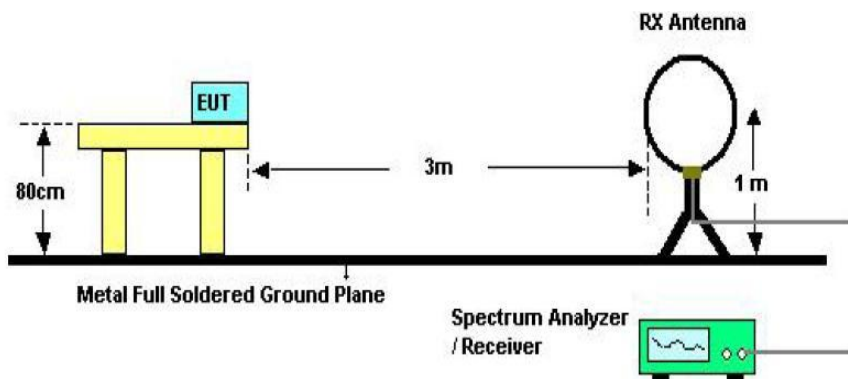 RX Antenna
EUT
80cm
3m
1 m
Metal Full Soldered Ground Plane
Spectrum Analyzer
/ Receiver